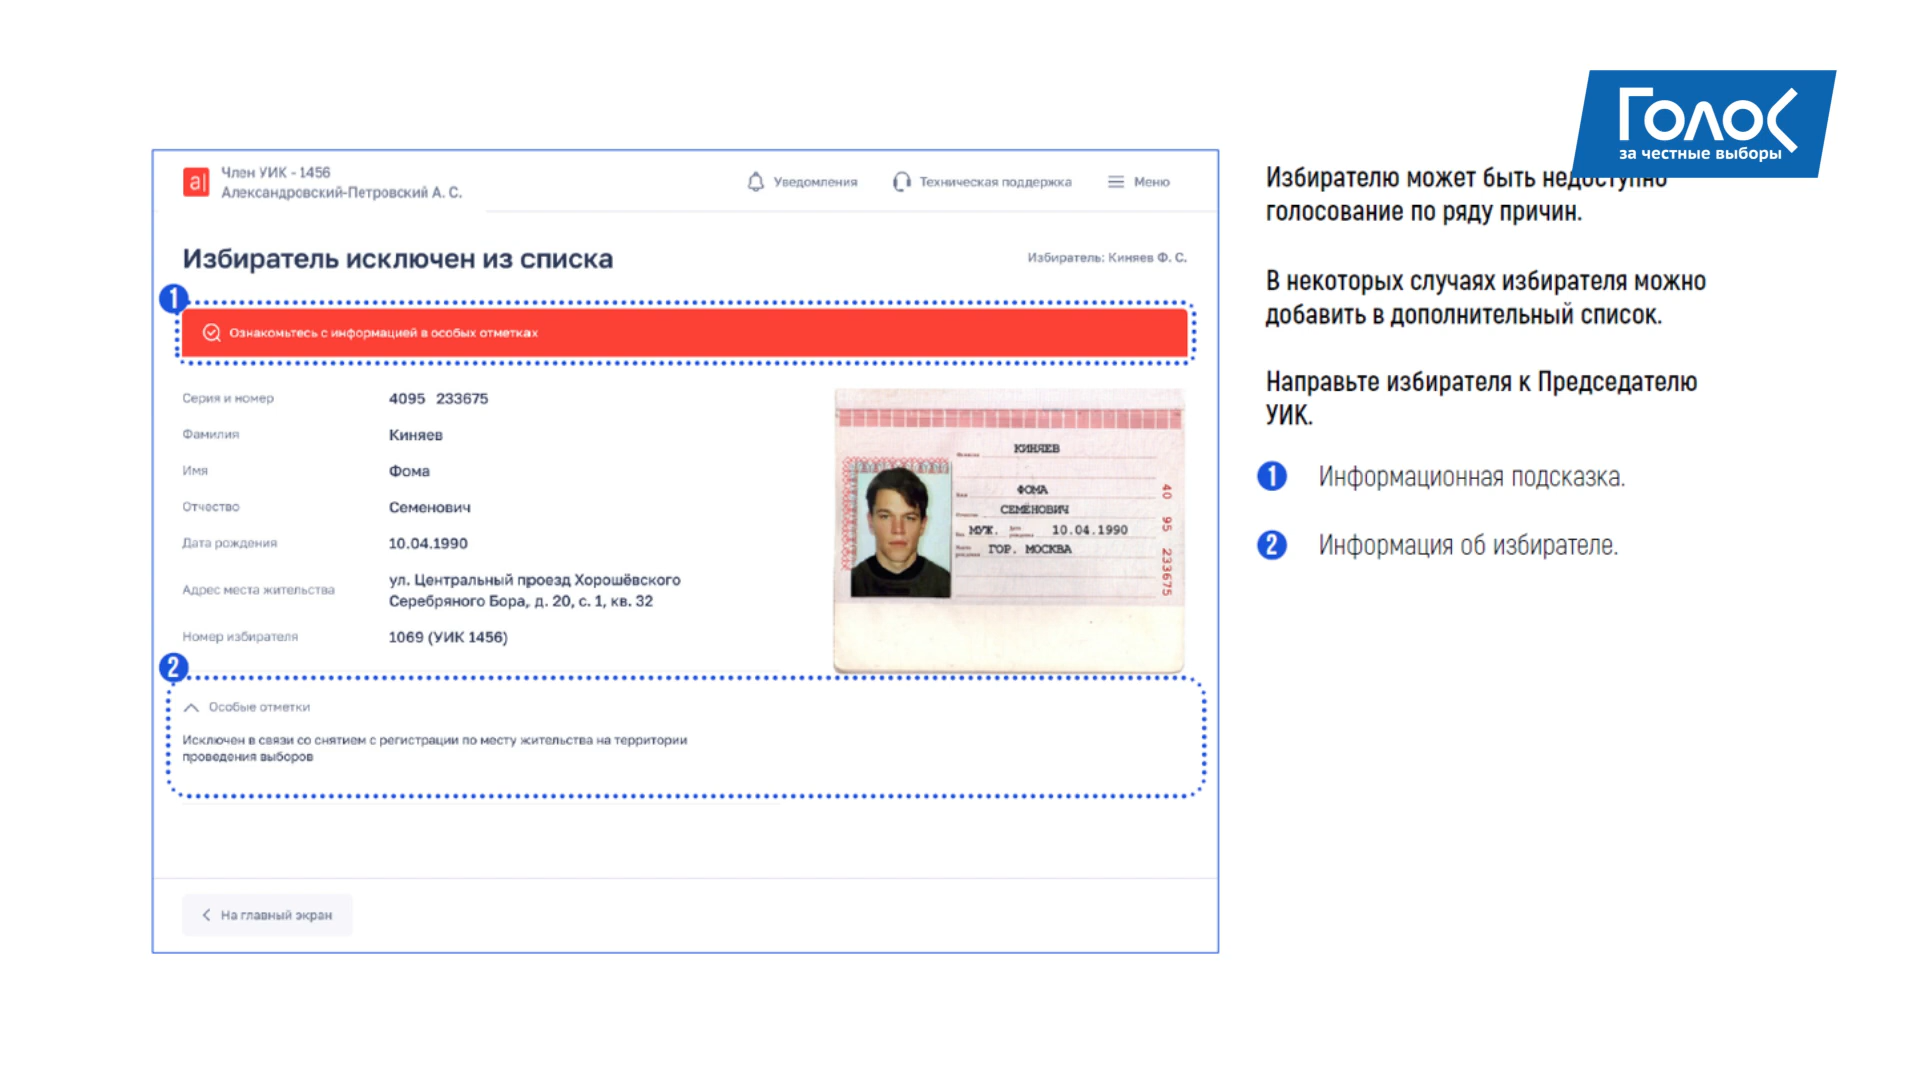 Голос
за честные выборы
Член УИК - 1456
Александровский-Петровский А. С.
Уведомления
Техническая поддержка
Меню
Избиратель исключен из списка
Избиратель: Киняев Ф. С.
1
Ознакомьтесь с информацией в особых отметках
Серия и номер 4095 233675
Фамилия Киняев
Имя Фома
Отчество Семенович
Дата рождения 10.04.1990
Адрес места жительства ул. Центральный проезд Хорошёвского
Серебряного Бора, д. 20, с. 1, кв. 32
Номер избирателя 1069 (УИК 1456)
КИНЯЕВ
ФОМА
СЕМЁНОВИЧ
МУЖ. 10.04.1990
ГОР. МОСКВА
40 95 233675
2
Особые отметки
Исключен в связи со снятием с регистрации по месту жительства на территории
проведения выборов
На главный экран
Избирателю может быть недоступно
голосование по ряду причин.
В некоторых случаях избирателя можно
добавить в дополнительный список.
Направьте избирателя к Председателю
УИК.
1 Информационная подсказка.
2 Информация об избирателе.